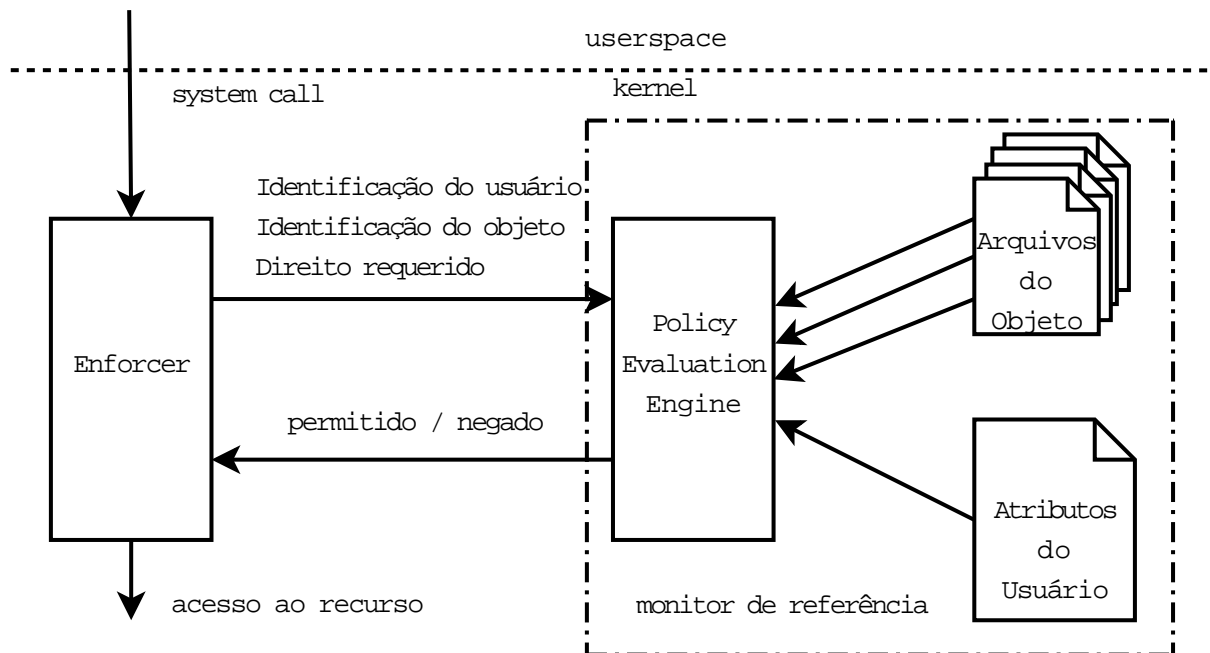 userspace
kernel
system call
Identificação do usuário
Identificação do objeto
Direito requerido
Arquivos
do
Objeto
Policy
Evaluation
Engine
Enforcer
permitido / negado
Atributos
do
Usuário
acesso ao recurso
monitor de referência